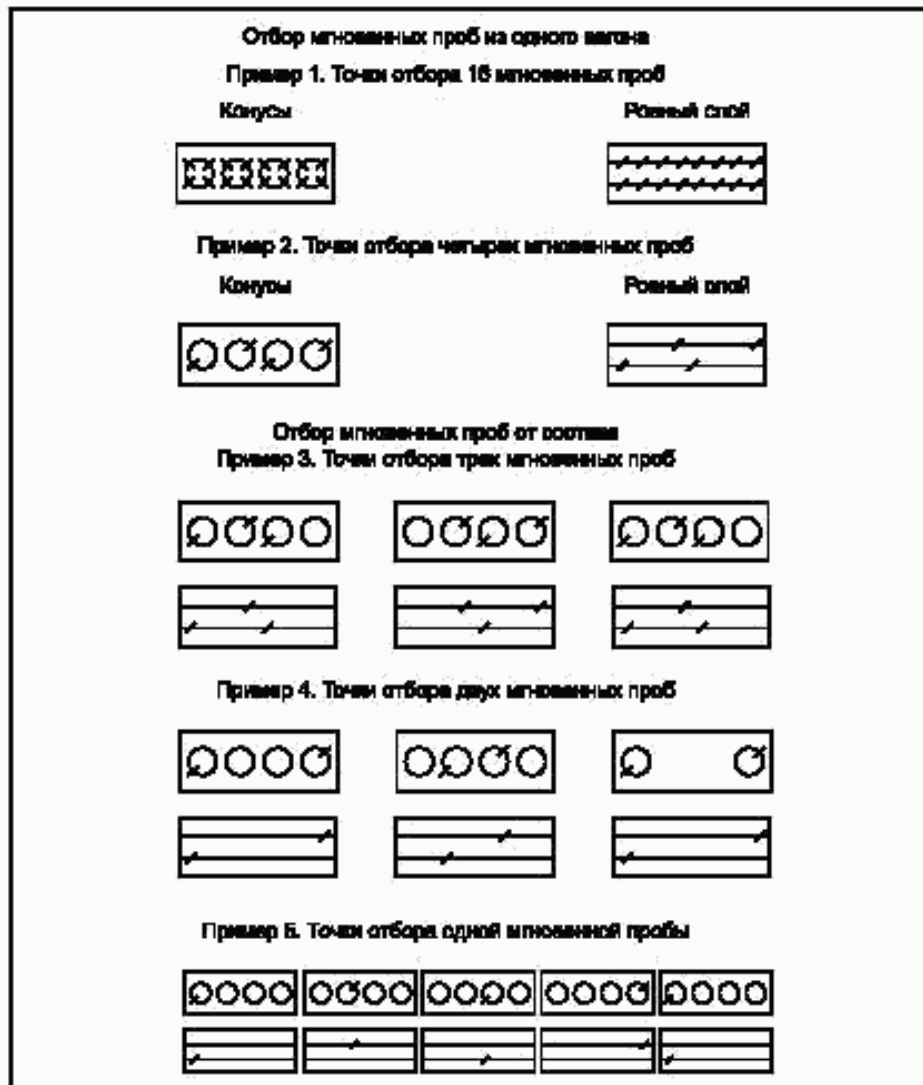 Отбор мгновенных проб из одного вагона
Пример 1. Точки отбора 16 мгновенных проб
Конусы Ровный слой
Пример 2. Точки отбора четырех мгновенных проб
Конусы Ровный слой
Отбор мгновенных проб от состава
Пример 3. Точки отбора трех мгновенных проб
Пример 4. Точки отбора двух мгновенных проб
Пример 5. Точки отбора одной мгновенной пробы